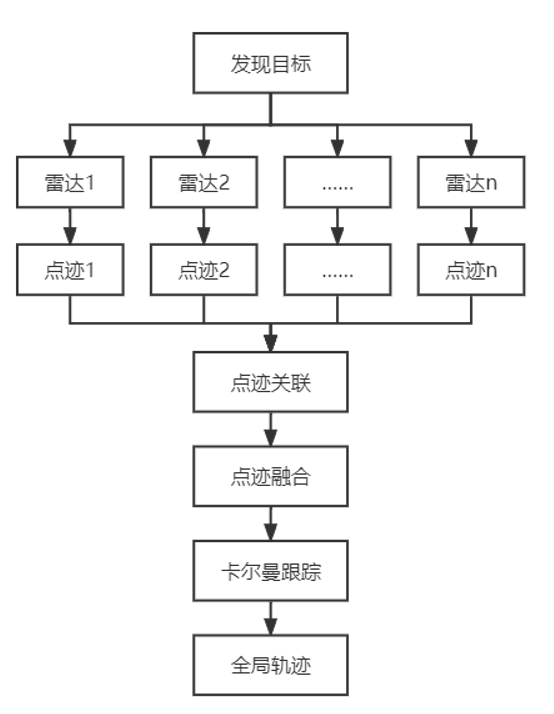 发现目标
雷达1
雷达2
......
雷达n
点迹1
点迹2
......
点迹n
点迹关联
点迹融合
卡尔曼跟踪
全局轨迹